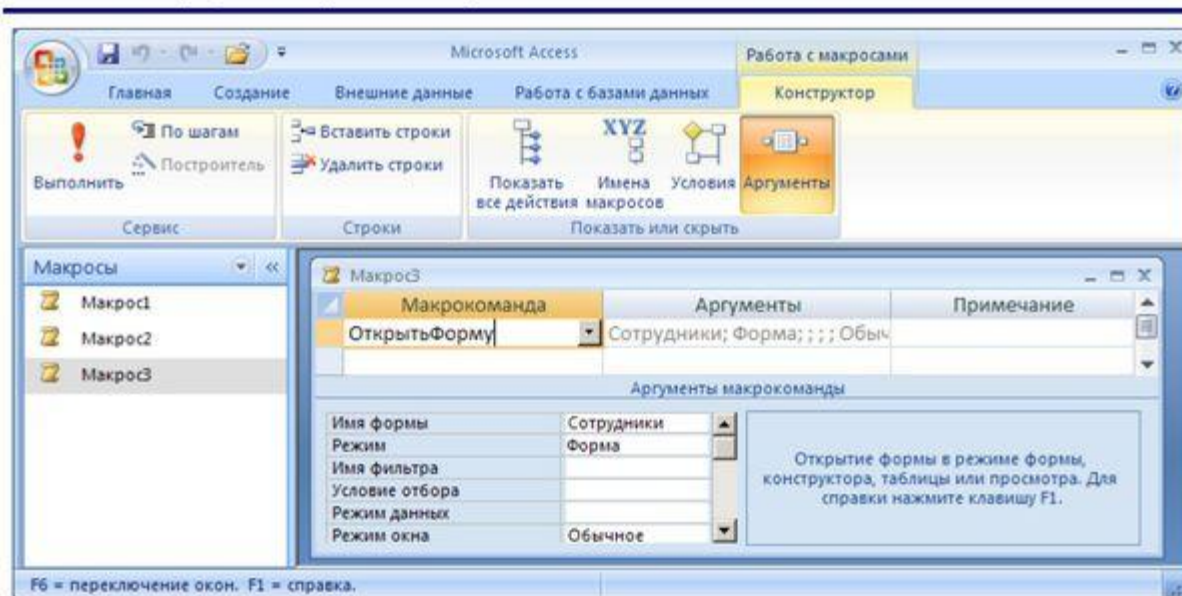 Microsoft Access
Работа с макросами
Главная Создание Внешние данные Работа с базами данных Конструктор
Выполнить
По шагам
Построитель
Сервис
Вставить строки
Удалить строки
Строки
Показать все действия
Имена макросов
Условия
Аргументы
XYZ
Показать или скрыть
Макросы
Макрос1
Макрос2
Макрос3
Макрос3
Макрокоманда Аргументы Примечание
ОткрытьФорму Сотрудники; Форма; ; ; ; Обыч
Аргументы макрокоманды
Имя формы Сотрудники
Режим Форма
Имя фильтра
Условие отбора
Режим данных
Режим окна Обычное
Открытие формы в режиме формы,
конструктора, таблицы или просмотра. Для
справки нажмите клавишу F1.
F6 = переключение окон. F1 = справка.